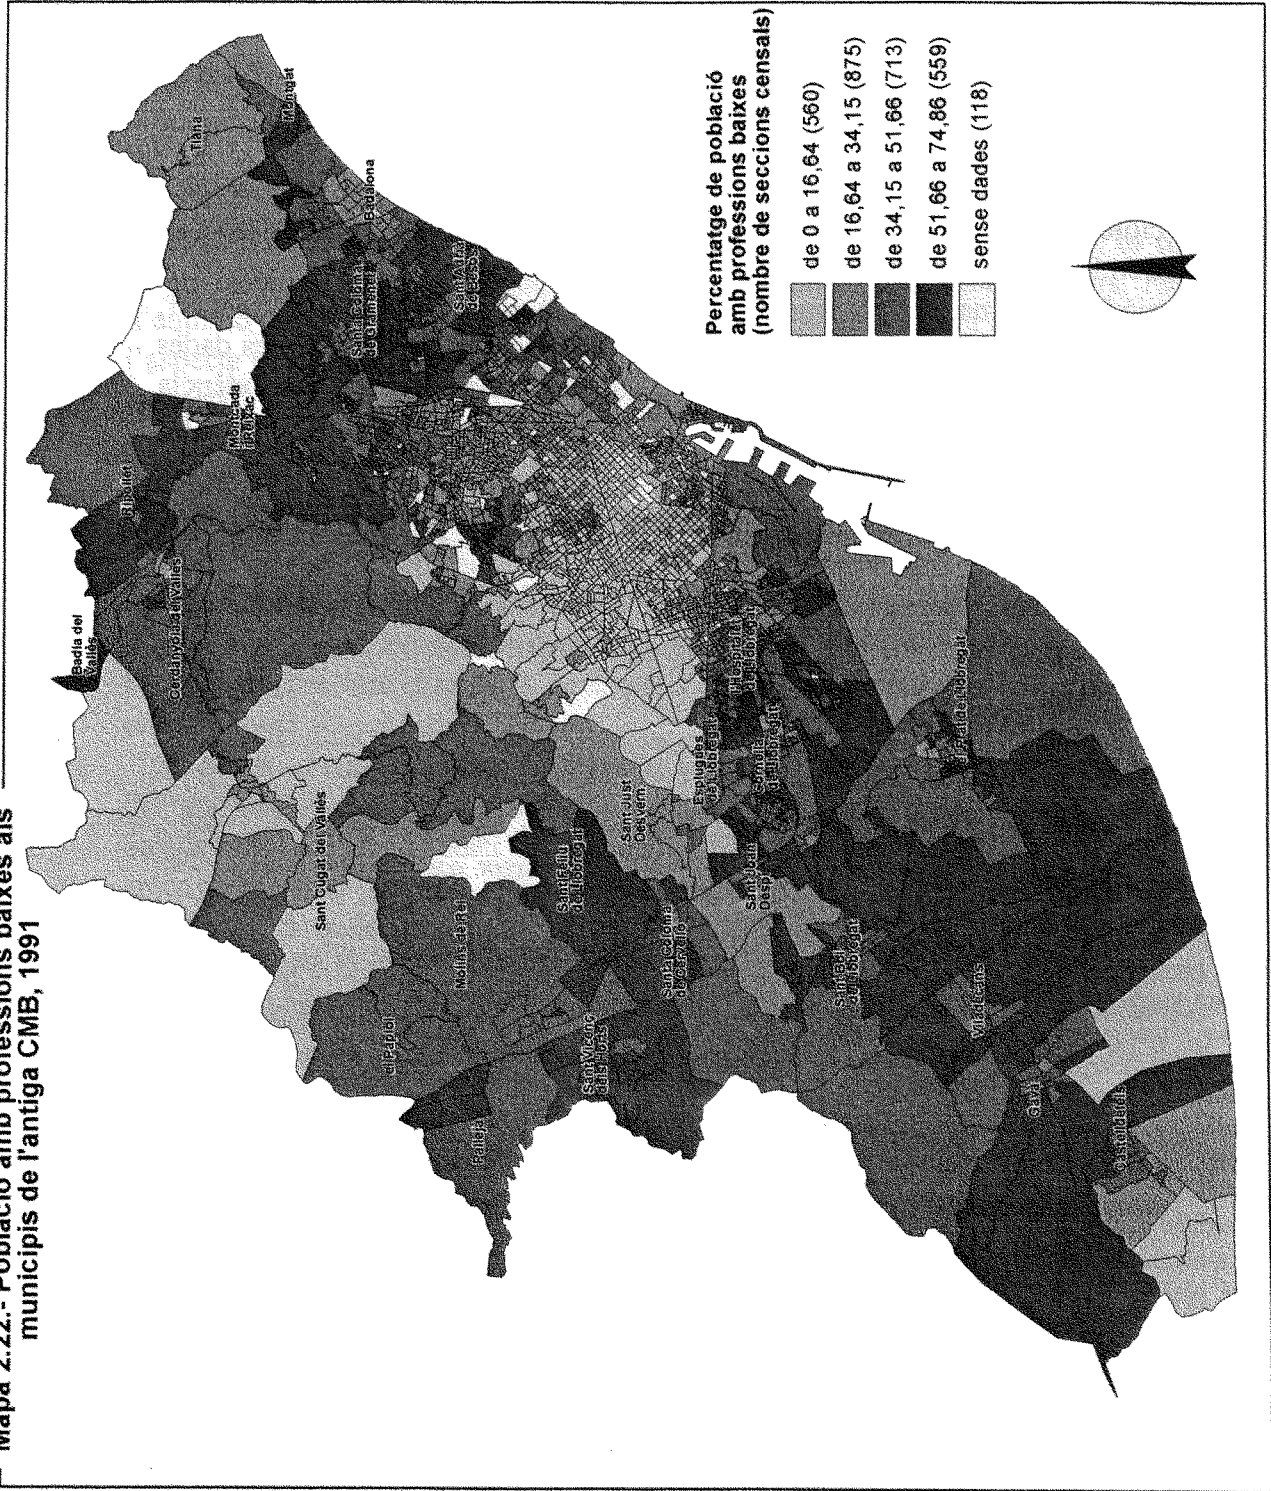 Mapa 2.22.- Població amb professions baixes als
municipis de l'antiga CMB, 1991
Percentatge de població
amb professions baixes
(nombre de seccions censals)
de 0 a 16,64 (560)
de 16,64 a 34,15 (875)
de 34,15 a 51,66 (713)
de 51,66 a 74,86 (559)
sense dades (118)
Badia del
Vallès
Cerdanyola del Vallès
Ripollet
Montcada
i Reixac
Tiana
Montgat
Badalona
Santa Coloma
de Gramenet
Sant Adrià
de Besòs
Sant Cugat del Vallès
el Papiol
Molins de Rei
Pallejà
Sant Vicenç
dels Horts
Sant Feliu
de Llobregat
Sant Just
Desvern
Esplugues
de Llobregat
l'Hospitalet
de Llobregat
Cornellà
de Llobregat
Sant Joan
Despí
Santa Coloma
de Cervelló
Sant Boi
de Llobregat
el Prat de Llobregat
Viladecans
Gavà
Castelldefels